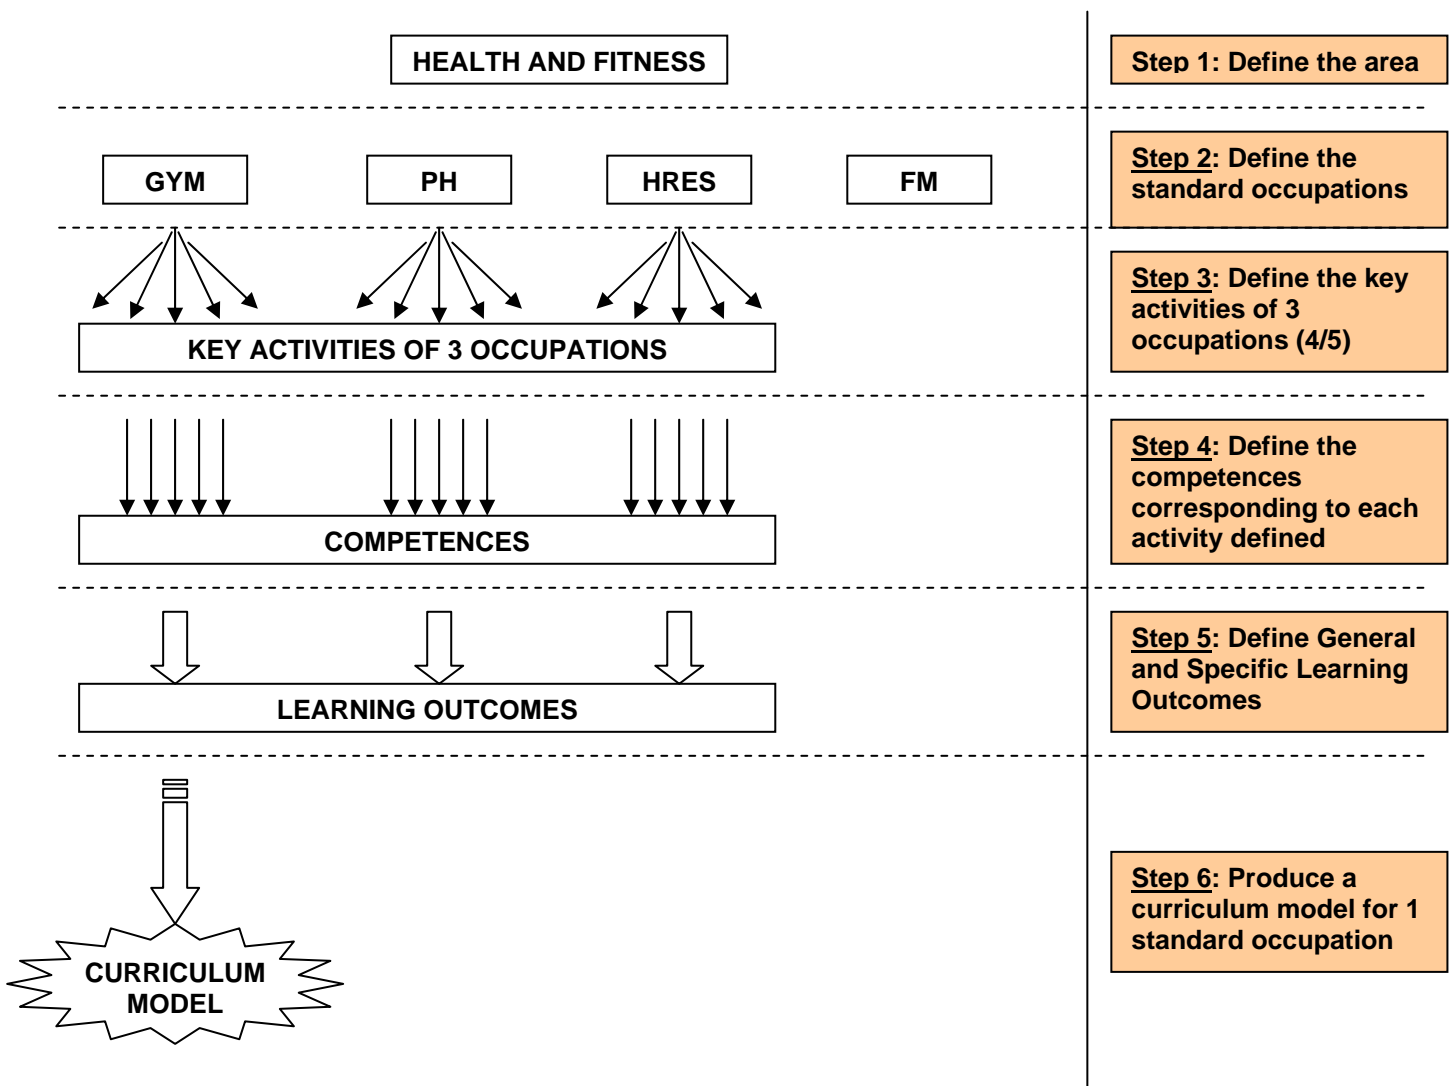 HEALTH AND FITNESS
Step 1: Define the area
GYM
PH
HRES
FM
Step 2: Define the
standard occupations
KEY ACTIVITIES OF 3 OCCUPATIONS
Step 3: Define the key
activities of 3
occupations (4/5)
COMPETENCES
Step 4: Define the
competences
corresponding to each
activity defined
LEARNING OUTCOMES
Step 5: Define General
and Specific Learning
Outcomes
CURRICULUM
MODEL
Step 6: Produce a
curriculum model for 1
standard occupation